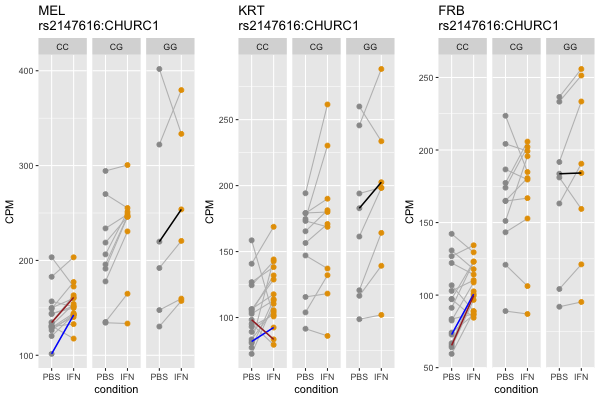 MEL
rs2147616:CHURC1
CC CG GG
400
300
200
100
CPM
PBS IFN PBS IFN PBS IFN
condition
KRT
rs2147616:CHURC1
CC CG GG
250
200
150
100
CPM
PBS IFN PBS IFN PBS IFN
condition
FRB
rs2147616:CHURC1
CC CG GG
250
200
150
100
50
CPM
PBS IFN PBS IFN PBS IFN
condition